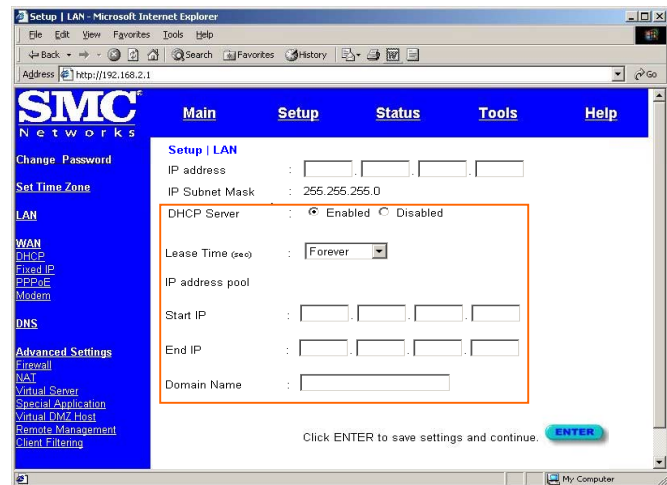 Setup | LAN - Microsoft Internet Explorer
File Edit View Favorites Tools Help
Back Search Favorites History
Address http://192.168.2.1 Go
SMC®
Networks
Main Setup Status Tools Help
Change Password
Set Time Zone
LAN
WAN
DHCP
Fixed IP
PPPoE
Modem
DNS
Advanced Settings
Firewall
NAT
Virtual Server
Special Application
Virtual DMZ Host
Remote Management
Client Filtering
Setup | LAN
IP address : . . .
IP Subnet Mask : 255.255.255.0
DHCP Server : Enabled Disabled
Lease Time (sec) : Forever
IP address pool
Start IP : . . .
End IP : . . .
Domain Name :
Click ENTER to save settings and continue. ENTER
My Computer